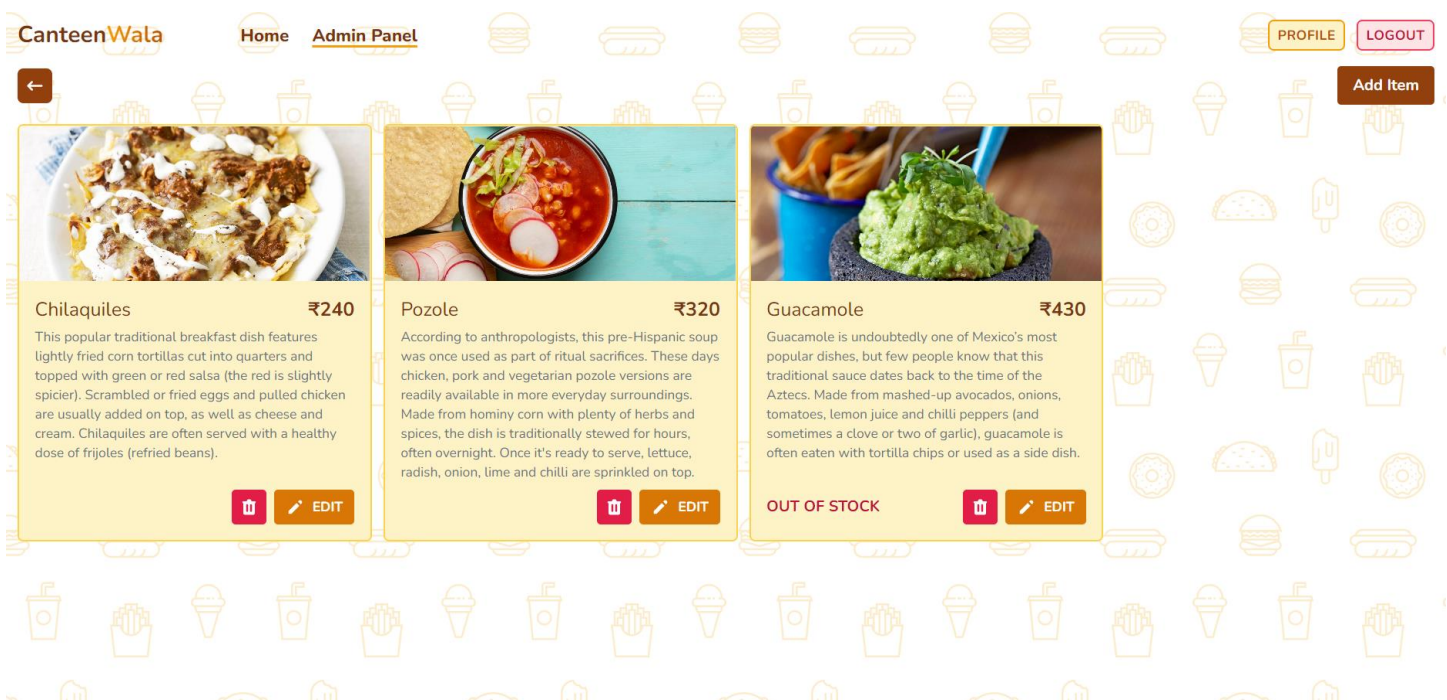 CanteenWala
Home
Admin Panel
PROFILE
LOGOUT
Add Item
Chilaquiles
₹240
This popular traditional breakfast dish features
lightly fried corn tortillas cut into quarters and
topped with green or red salsa (the red is slightly
spicier). Scrambled or fried eggs and pulled chicken
are usually added on top, as well as cheese and
cream. Chilaquiles are often served with a healthy
dose of frijoles (refried beans).
EDIT
Pozole
₹320
According to anthropologists, this pre-Hispanic soup
was once used as part of ritual sacrifices. These days
chicken, pork and vegetarian pozole versions are
readily available in more everyday surroundings.
Made from hominy corn with plenty of herbs and
spices, the dish is traditionally stewed for hours,
often overnight. Once it's ready to serve, lettuce,
radish, onion, lime and chilli are sprinkled on top.
EDIT
Guacamole
₹430
Guacamole is undoubtedly one of Mexico’s most
popular dishes, but few people know that this
traditional sauce dates back to the time of the
Aztecs. Made from mashed-up avocados, onions,
tomatoes, lemon juice and chilli peppers (and
sometimes a clove or two of garlic), guacamole is
often eaten with tortilla chips or used as a side dish.
OUT OF STOCK
EDIT